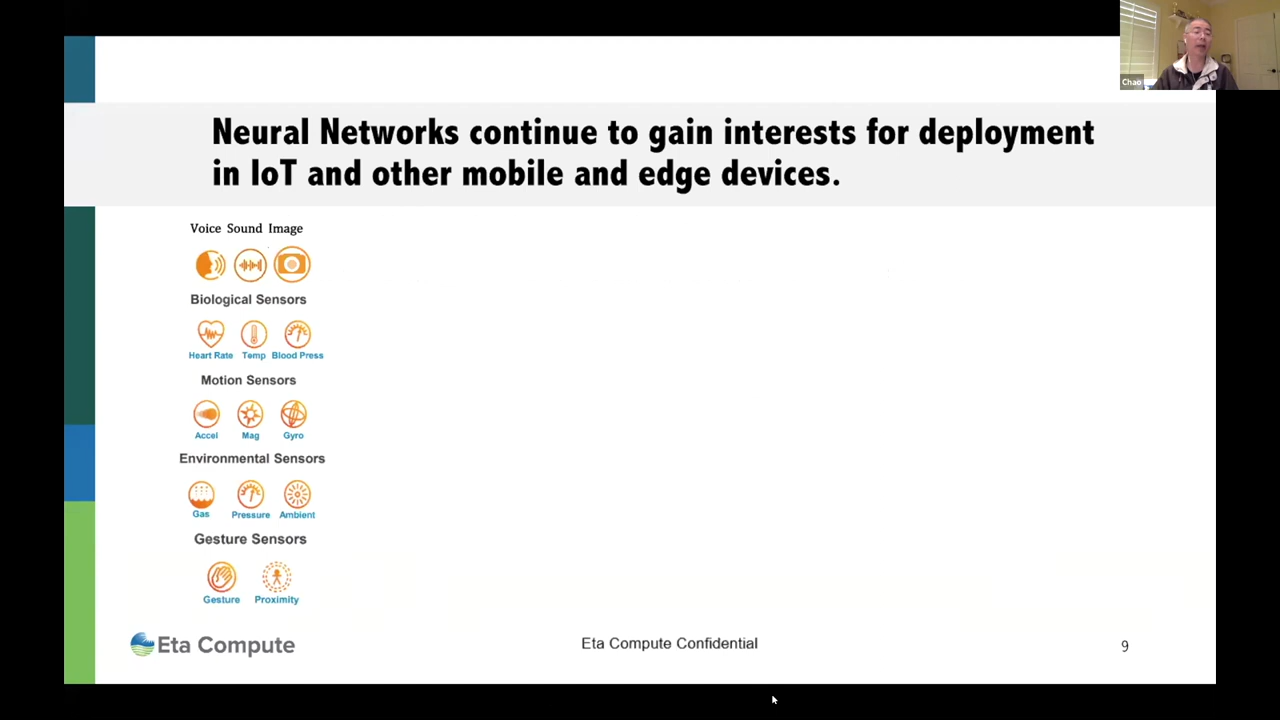 Chao
Neural Networks continue to gain interests for deployment
in IoT and other mobile and edge devices.
Voice Sound Image
Biological Sensors
Heart Rate Temp Blood Press
Motion Sensors
Accel Mag Gyro
Environmental Sensors
Gas Pressure Ambient
Gesture Sensors
Gesture Proximity
Eta Compute
Eta Compute Confidential
9